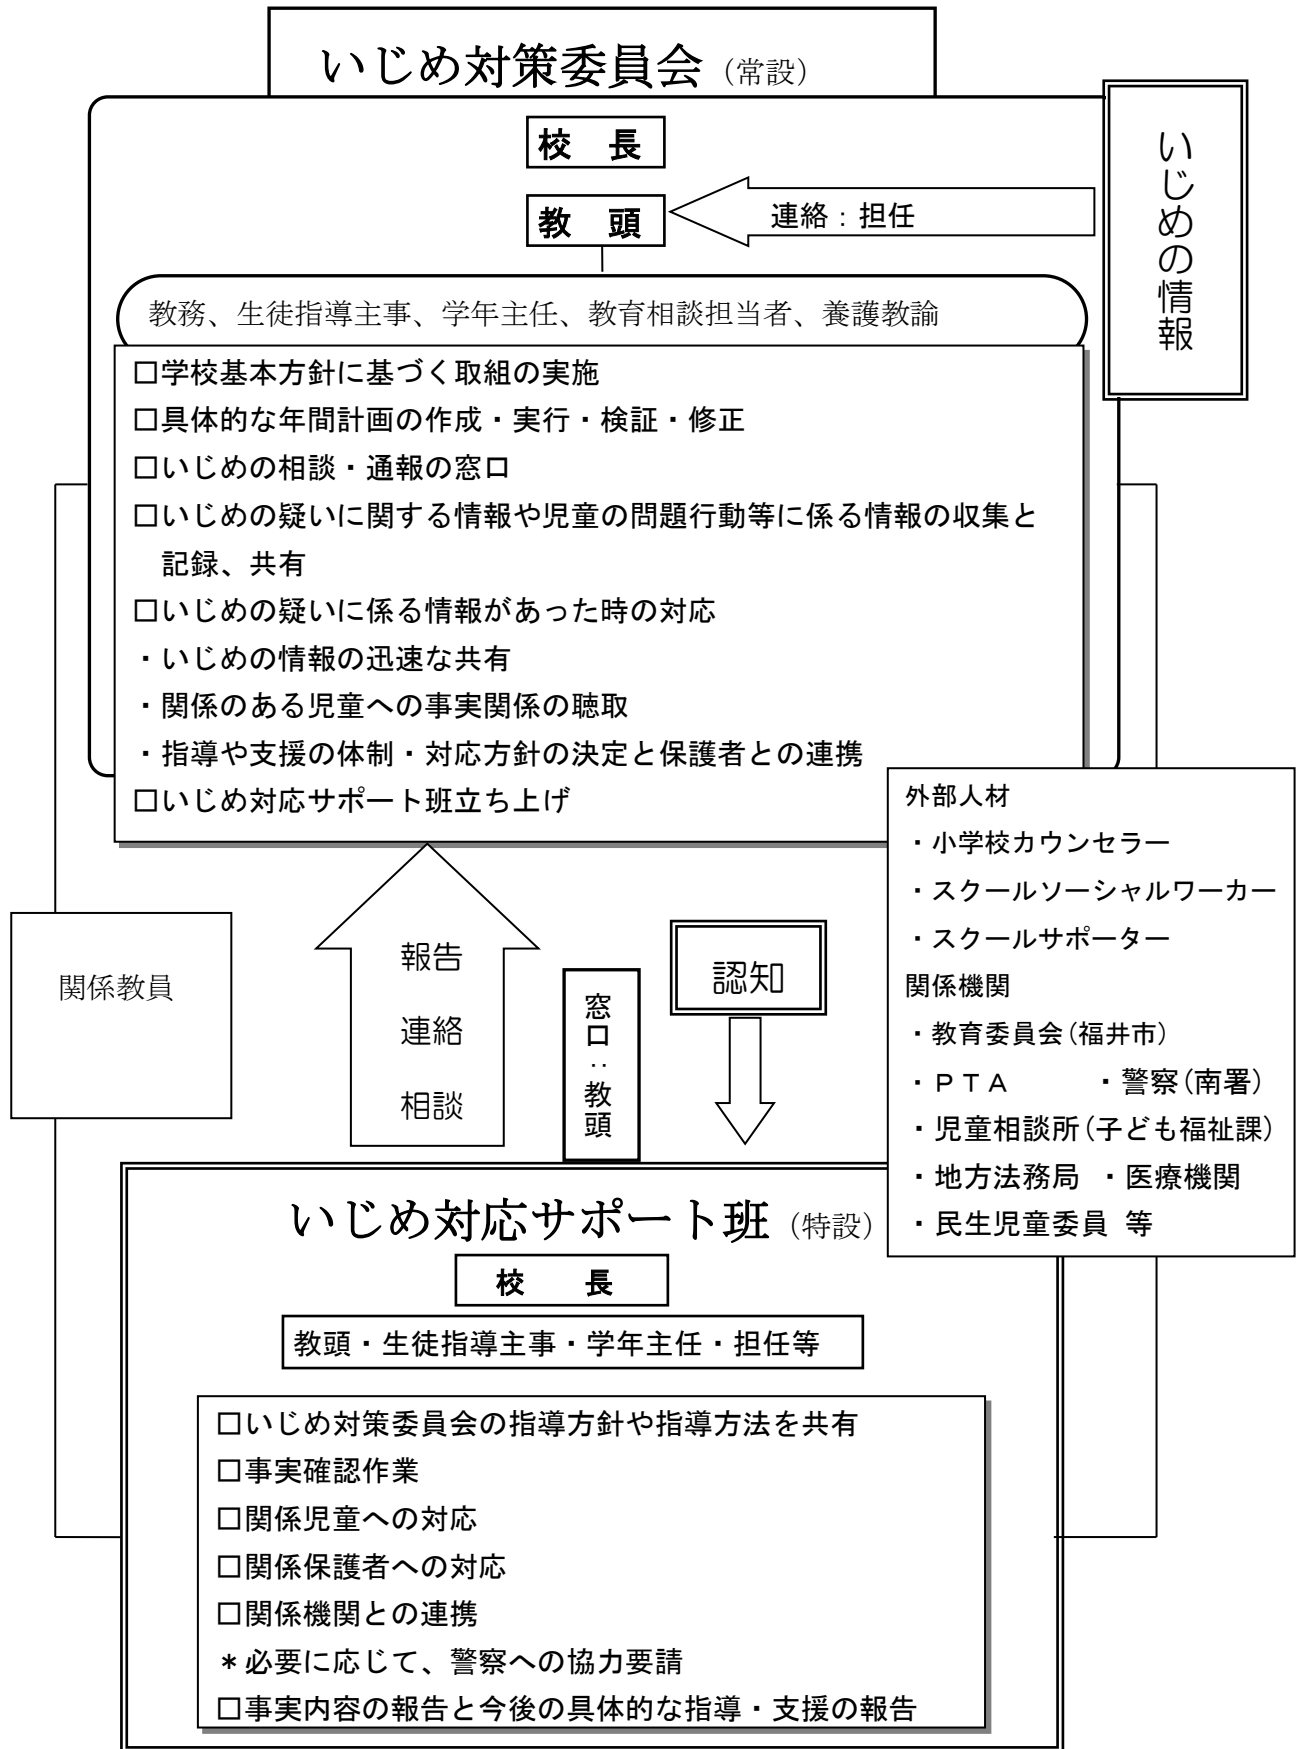 いじめ対策委員会（常設）
校　長
教　頭
連絡：担任
いじめの情報
教務、生徒指導主事、学年主任、教育相談担当者、養護教諭
□学校基本方針に基づく取組の実施
□具体的な年間計画の作成・実行・検証・修正
□いじめの相談・通報の窓口
□いじめの疑いに関する情報や児童の問題行動等に係る情報の収集と
記録、共有
□いじめの疑いに係る情報があった時の対応
・いじめの情報の迅速な共有
・関係のある児童への事実関係の聴取
・指導や支援の体制・対応方針の決定と保護者との連携
□いじめ対応サポート班立ち上げ
外部人材
・小学校カウンセラー
・スクールソーシャルワーカー
・スクールサポーター
関係機関
・教育委員会(福井市)
・ＰＴＡ　　・警察(南署)
・児童相談所(子ども福祉課)
・地方法務局　・医療機関
・民生児童委員 等
関係教員
報告
連絡
相談
窓口：教頭
認知
いじめ対応サポート班（特設）
校　長
教頭・生徒指導主事・学年主任・担任等
□いじめ対策委員会の指導方針や指導方法を共有
□事実確認作業
□関係児童への対応
□関係保護者への対応
□関係機関との連携
＊必要に応じて、警察への協力要請
□事実内容の報告と今後の具体的な指導・支援の報告